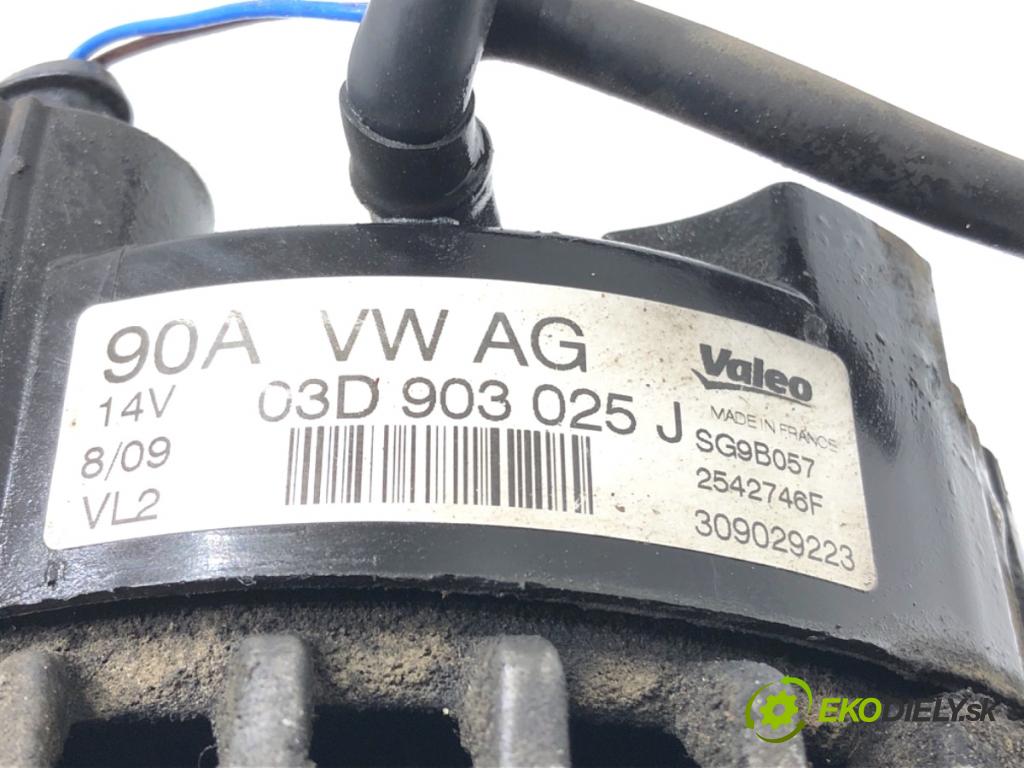 90A VW AG
14V 03D 903 025 J
8/09
VL2
Valeo
MADE IN FRANCE
SG9B057
2542746F
309029223
EKODIELY.SK